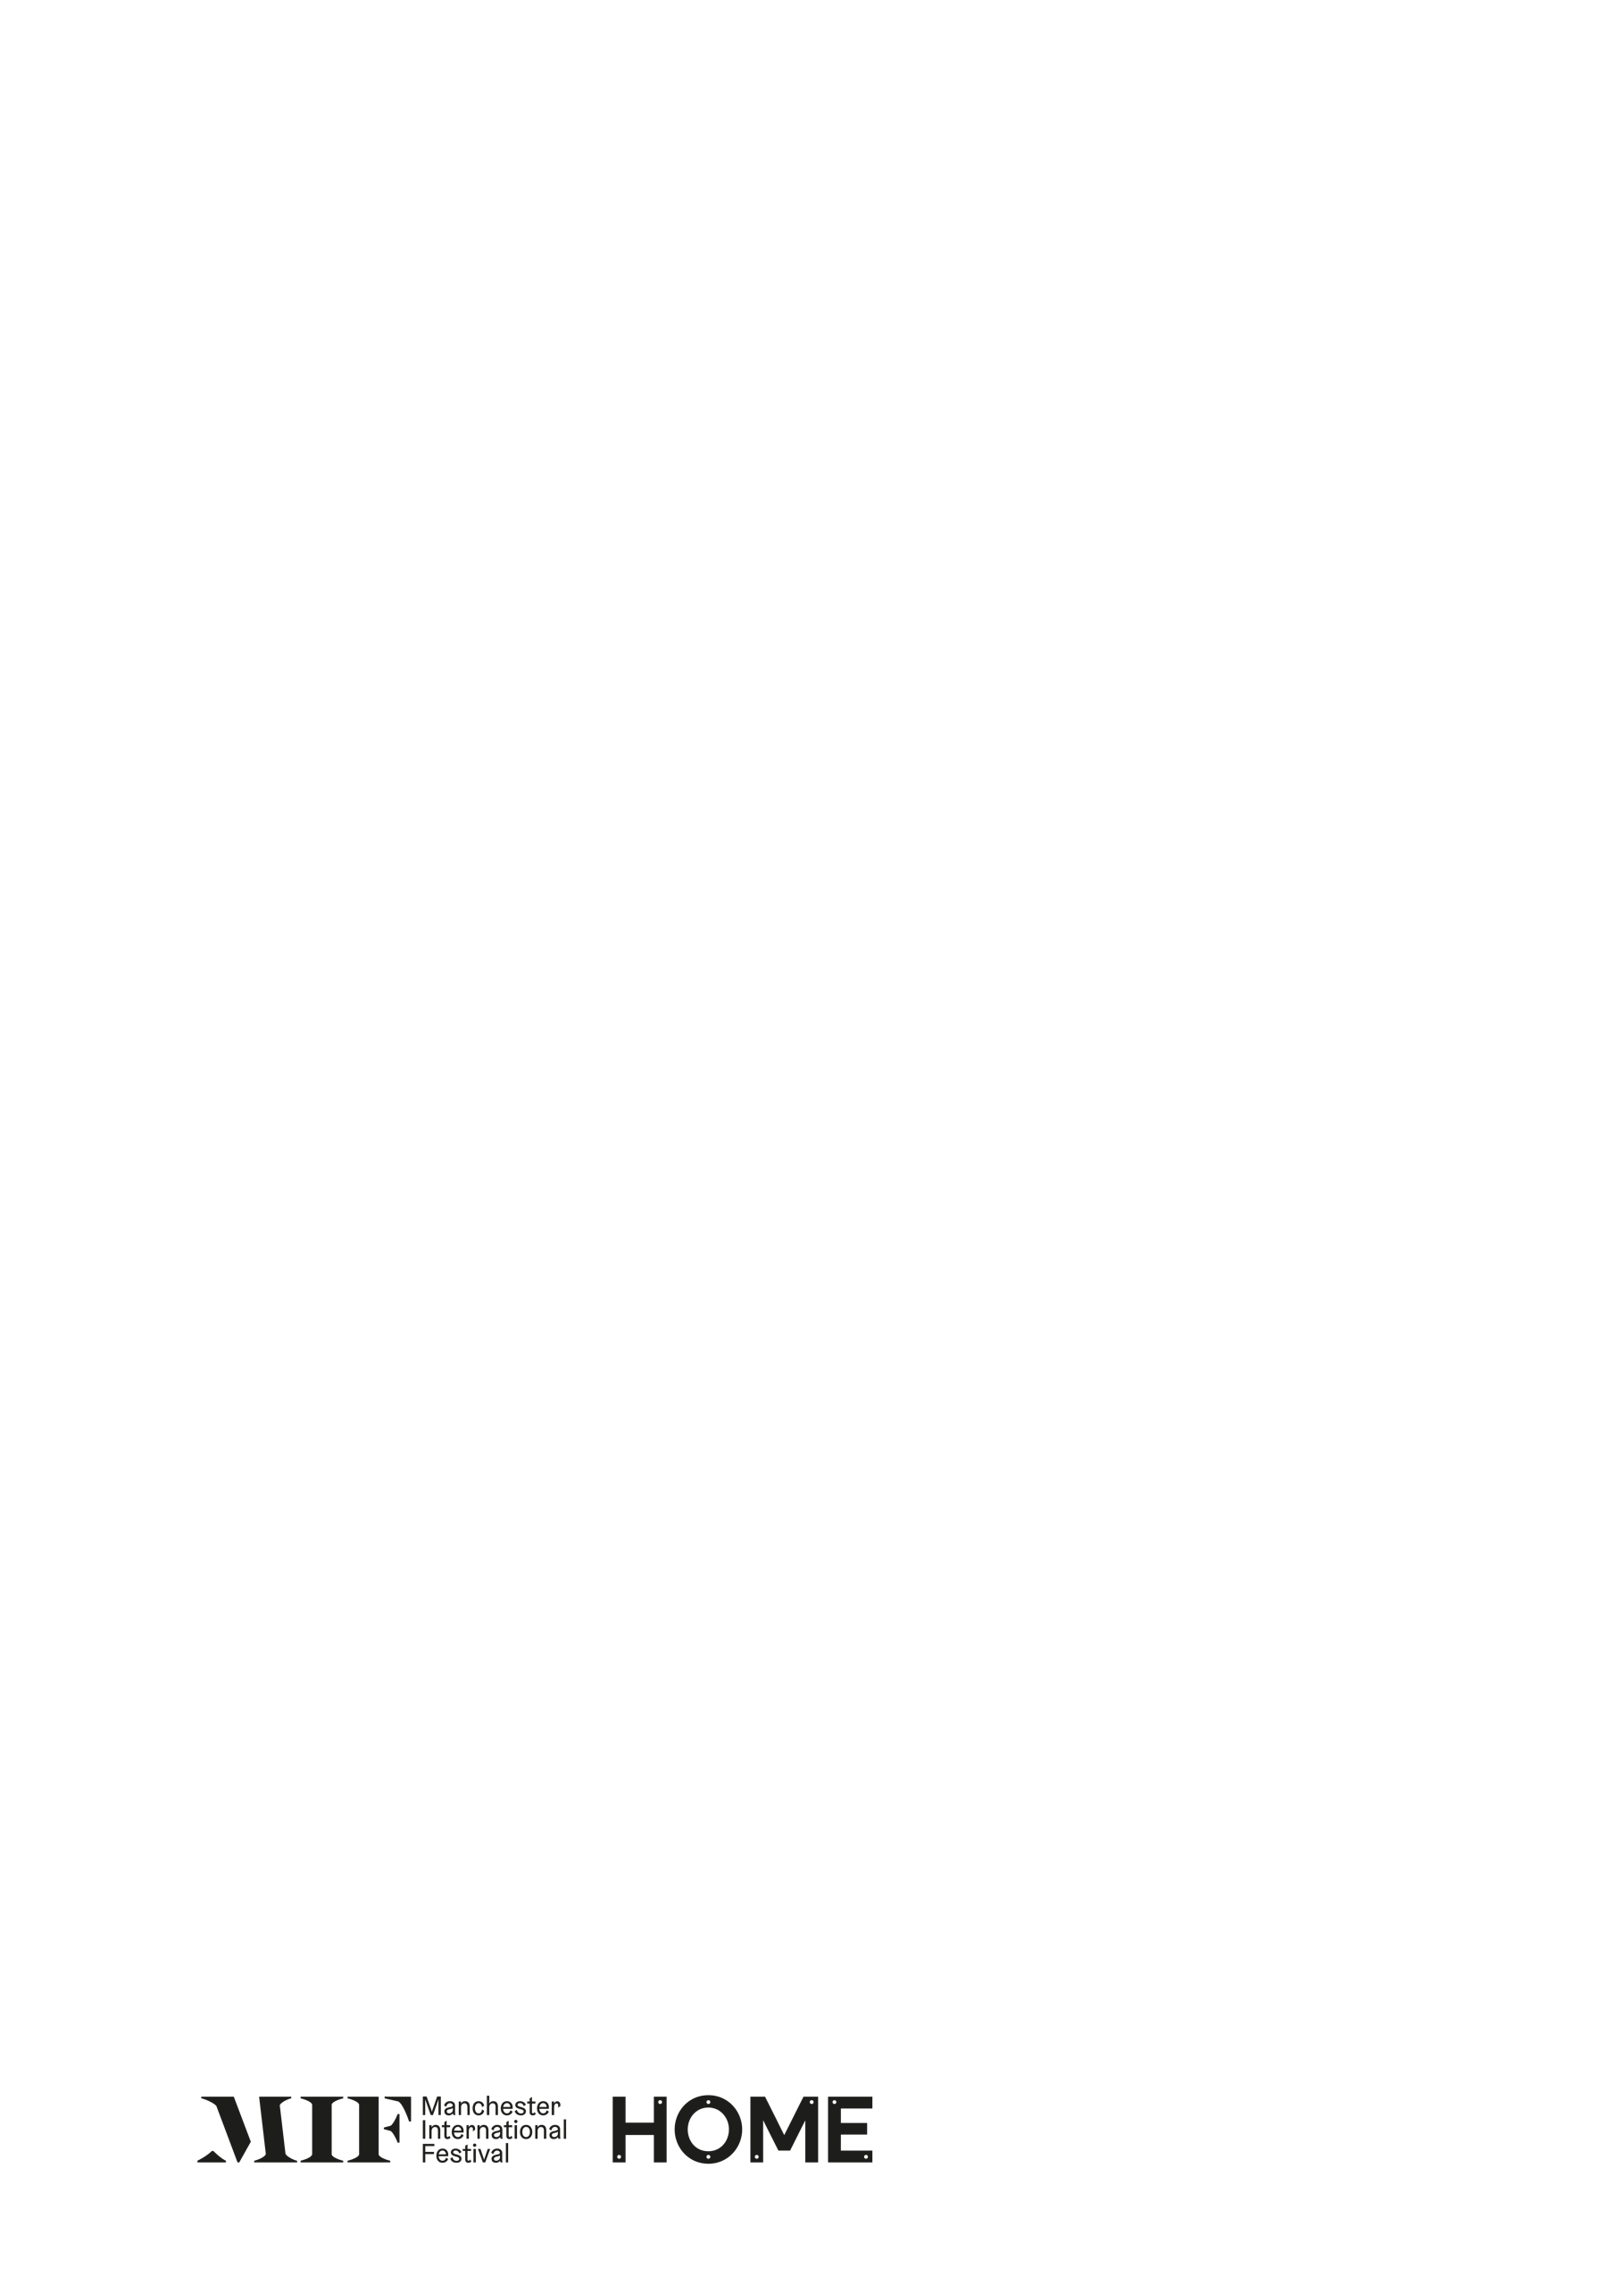 MIF
Manchester
International
Festival
HOME